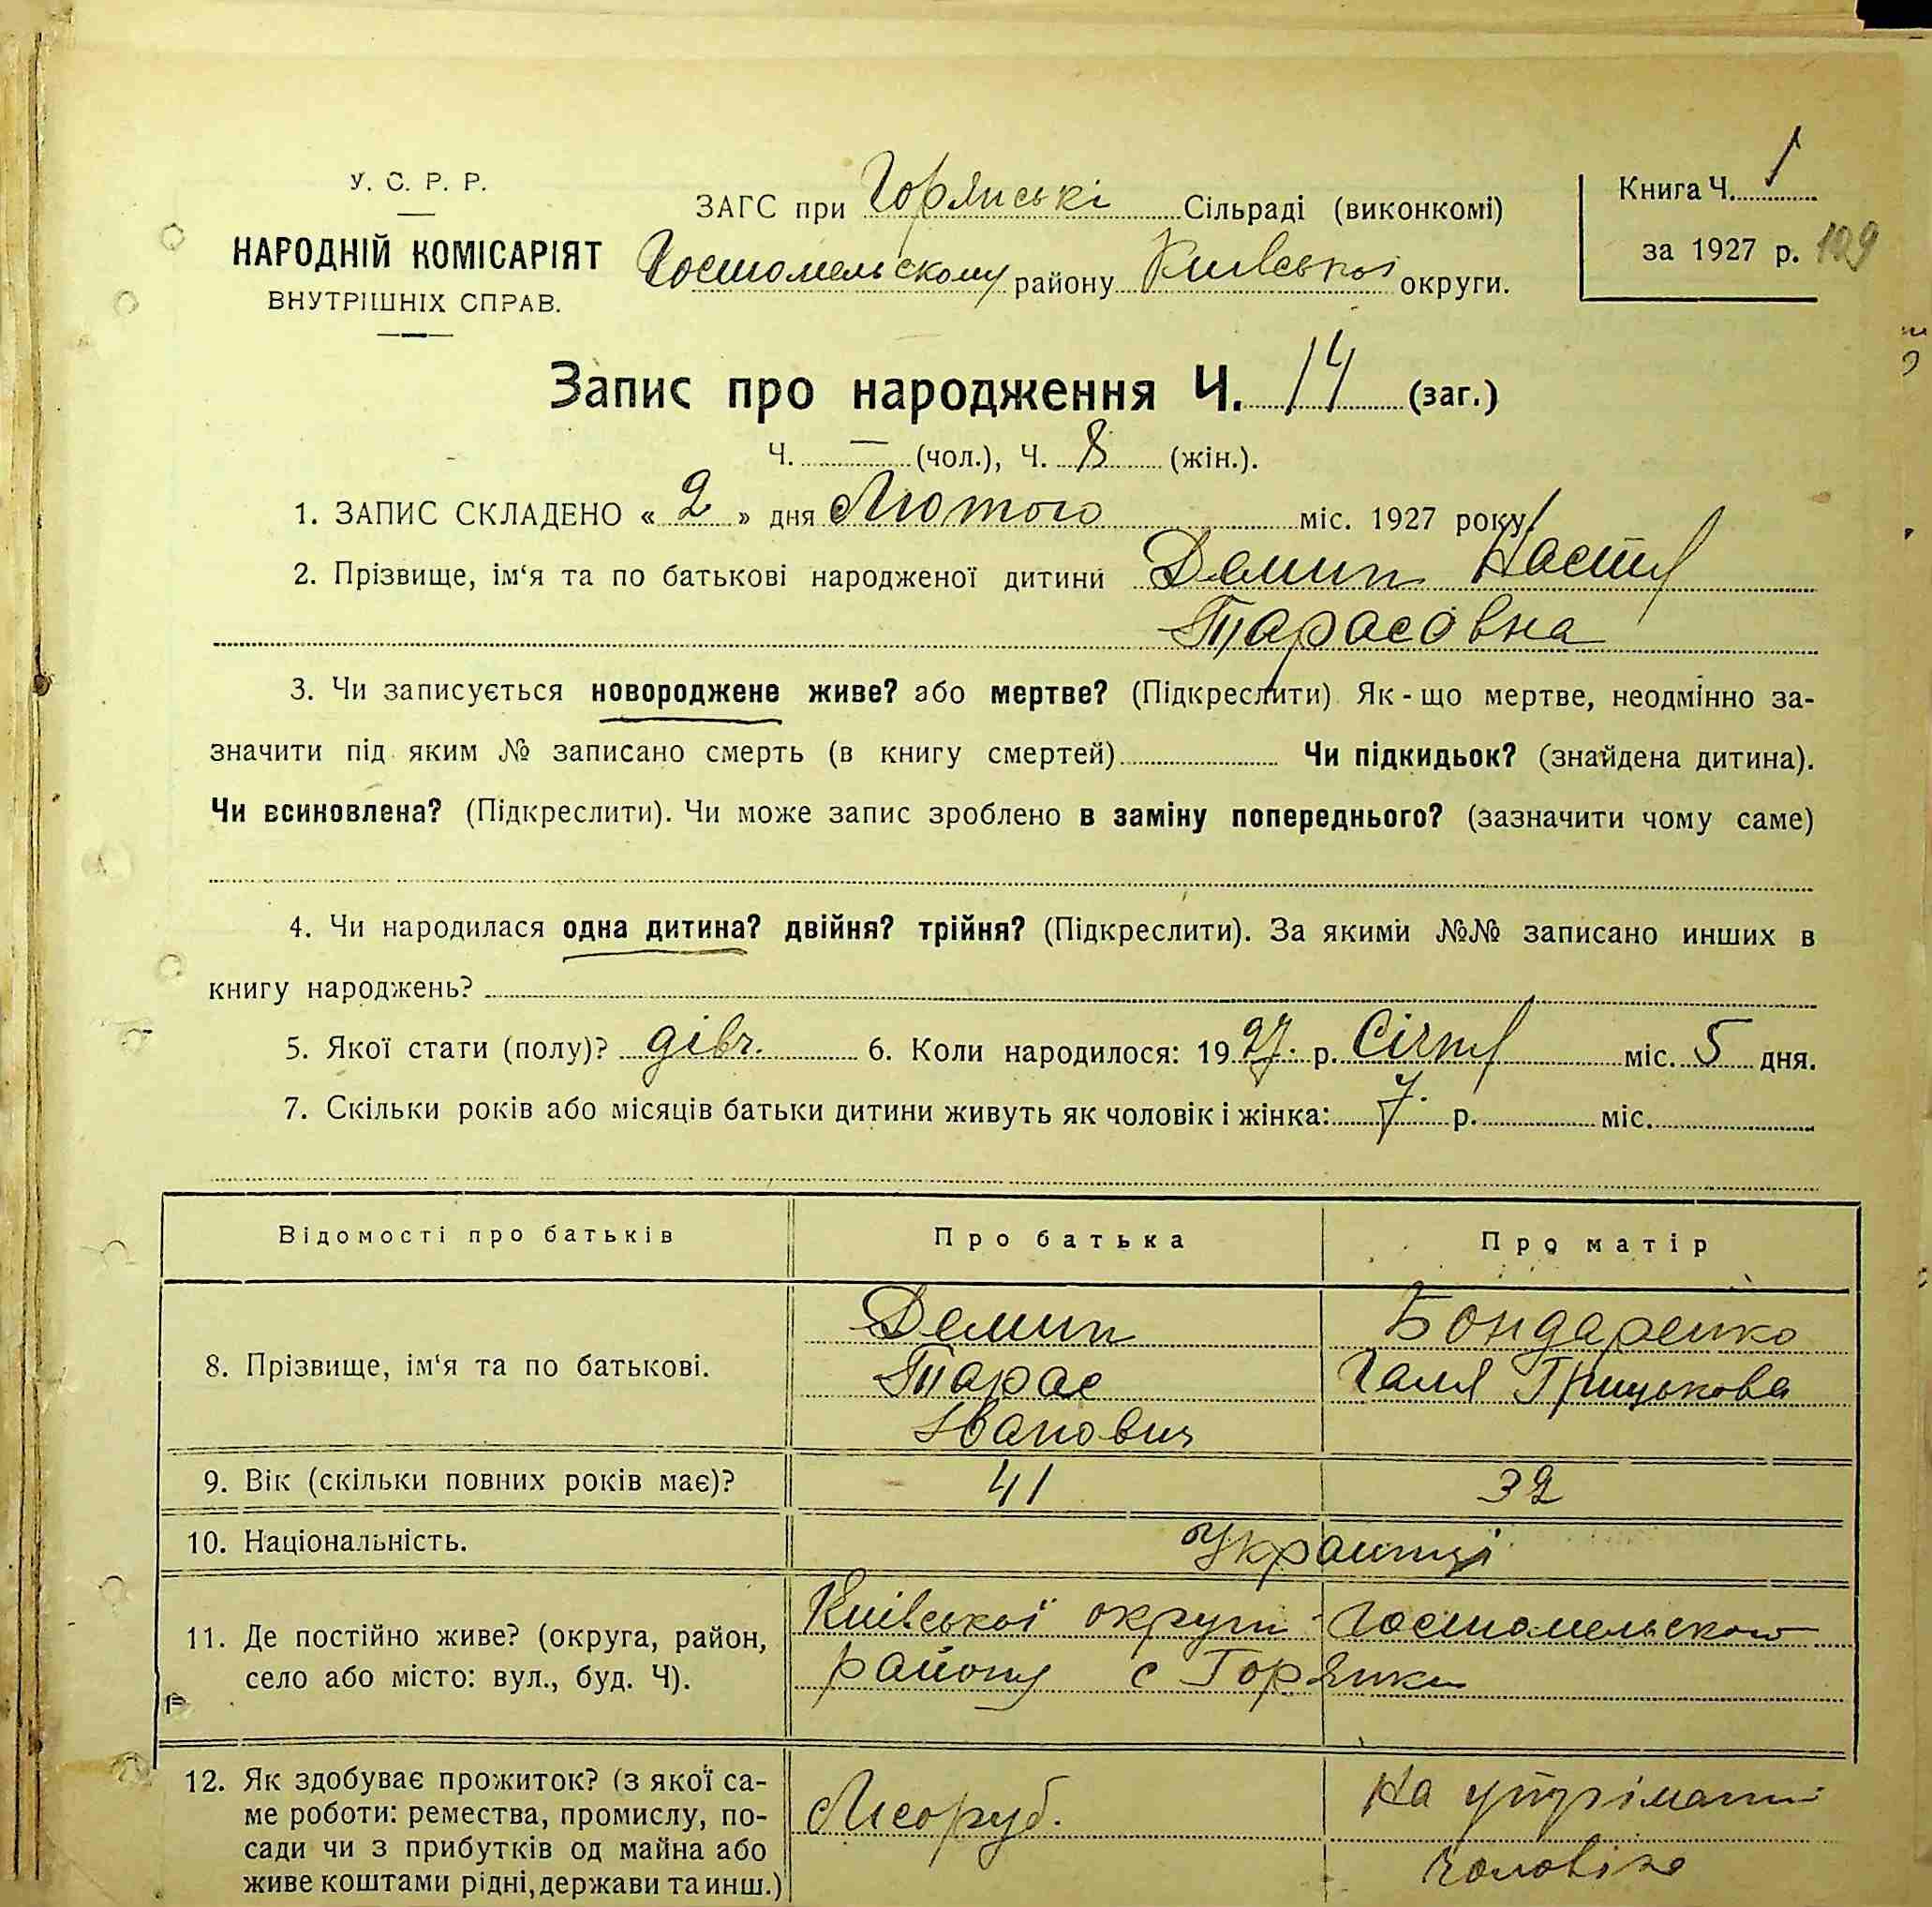 У. С. Р. Р.
НАРОДНІЙ КОМІСАРІЯТ
ВНУТРІШНІХ СПРАВ.
ЗАГС при Горянські Сільраді (виконкомі)
Гостомельскому району Київської округи.
Книга Ч. 1
за 1927 р. 109
Запис про народження Ч. 14 (заг.)
Ч. — (чол.), Ч. 8 (жін.).
1. ЗАПИС СКЛАДЕНО « 2 » дня Лютого міс. 1927 року
2. Прізвище, ім‘я та по батькові народженої дитини Демин Настя
Тарасовна
3. Чи записується новороджене живе? або мертве? (Підкреслити) Як-що мертве, неодмінно за-
значити під яким № записано смерть (в книгу смертей) Чи підкидьок? (знайдена дитина).
Чи всиновлена? (Підкреслити). Чи може запис зроблено в заміну попереднього? (зазначити чому саме)
4. Чи народилася одна дитина? двійня? трійня? (Підкреслити). За якими №№ записано инших в
книгу народжень?
5. Якої стати (полу)? дівч. 6. Коли народилося: 1927. р. Січня міс. 5 дня.
7. Скільки років або місяців батьки дитини живуть як чоловік і жінка: 7. р. міс.
Відомості про батьків Про батька Про матір
8. Прізвище, ім‘я та по батькові.
Демин
Тарас
Іванович
Бондаренко
Галя Грицькова
9. Вік (скільки повних років має)? 41 32
10. Національність. Українці
11. Де постійно живе? (округа, район,
село або місто: вул., буд. Ч).
Київської округи Гостомельского
району с Горянки
12. Як здобуває прожиток? (з якої са-
ме роботи: ремества, промислу, по-
сади чи з прибутків од майна або
живе коштами рідні, держави та инш.)
Лісоруб.
На утріманні
чоловіка